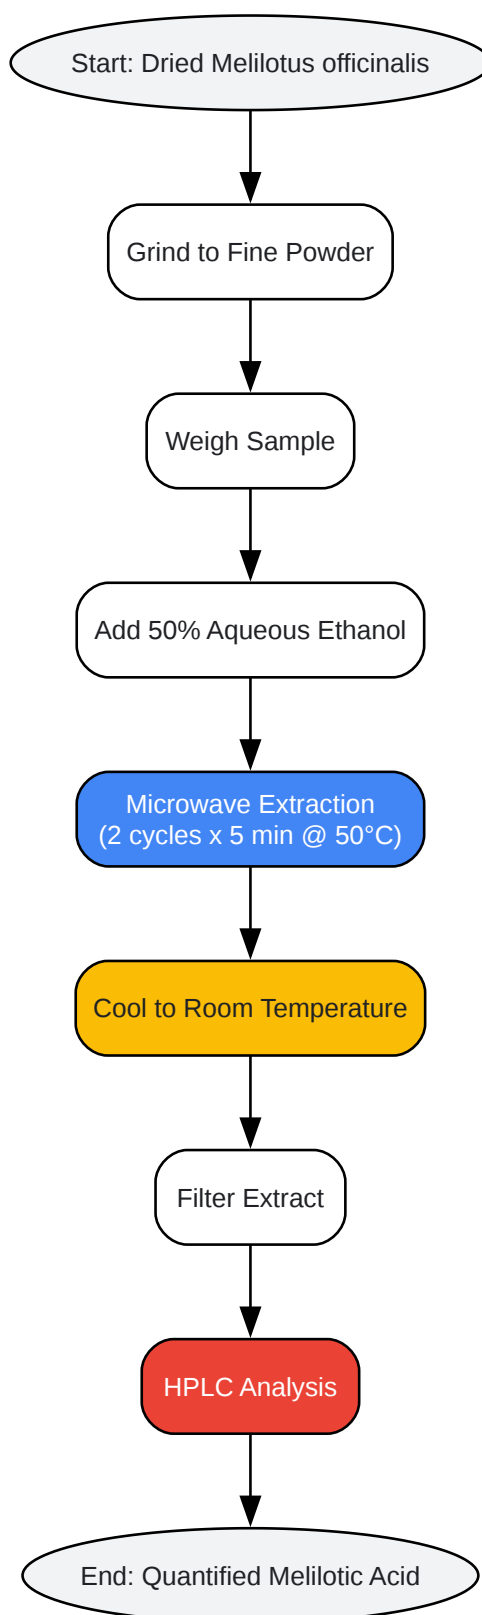 Start: Dried Melilotus officinalis
Grind to Fine Powder
Weigh Sample
Add 50% Aqueous Ethanol
Microwave Extraction
(2 cycles x 5 min @ 50°C)
Cool to Room Temperature
Filter Extract
HPLC Analysis
End: Quantified Melilotic Acid